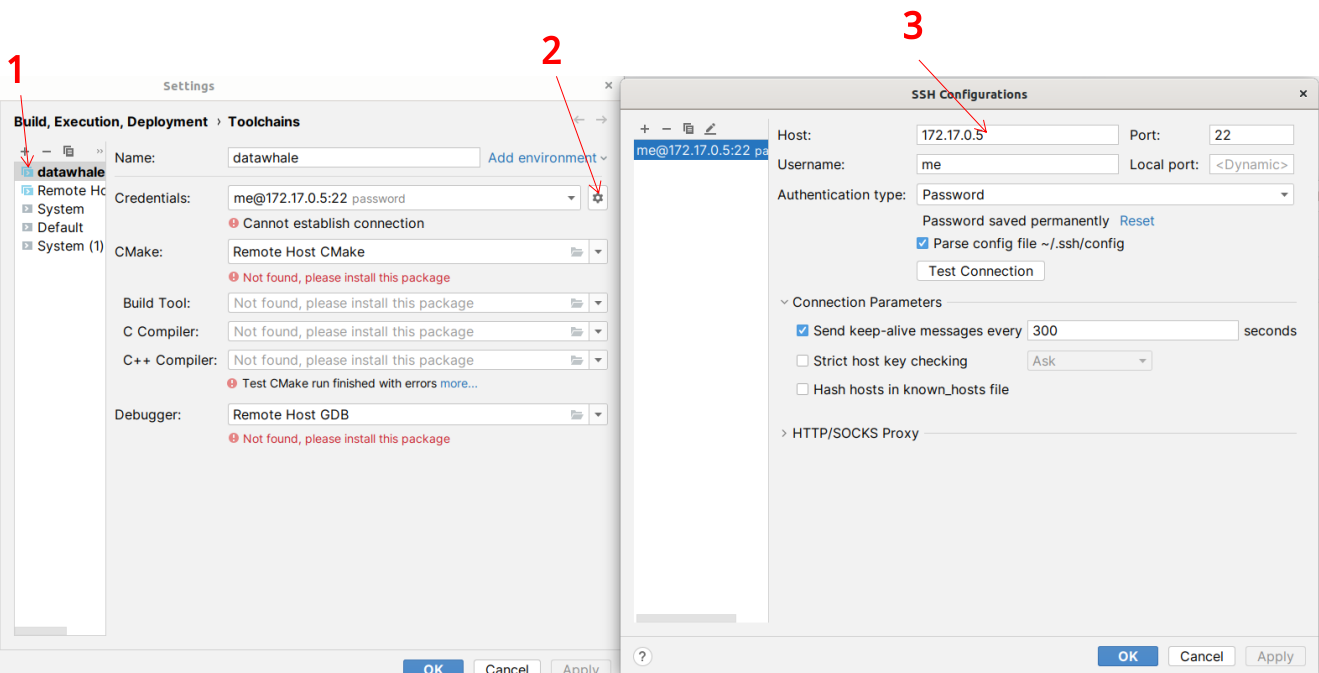 1
2
3
Settings
Build, Execution, Deployment › Toolchains
datawhale
Remote Ho
System
Default
System (1)
Name:
datawhale
Add environment
Credentials:
me@172.17.0.5:22 password
Cannot establish connection
CMake:
Remote Host CMake
Not found, please install this package
Build Tool:
Not found, please install this package
C Compiler:
Not found, please install this package
C++ Compiler:
Not found, please install this package
Test CMake run finished with errors more...
Debugger:
Remote Host GDB
Not found, please install this package
OK
Cancel
Apply
SSH Configurations
me@172.17.0.5:22 pa
Host:
172.17.0.5
Port:
22
Username:
me
Local port:
<Dynamic>
Authentication type:
Password
Password saved permanently Reset
Parse config file ~/.ssh/config
Test Connection
Connection Parameters
Send keep-alive messages every 300 seconds
Strict host key checking
Ask
Hash hosts in known_hosts file
HTTP/SOCKS Proxy
?
OK
Cancel
Apply